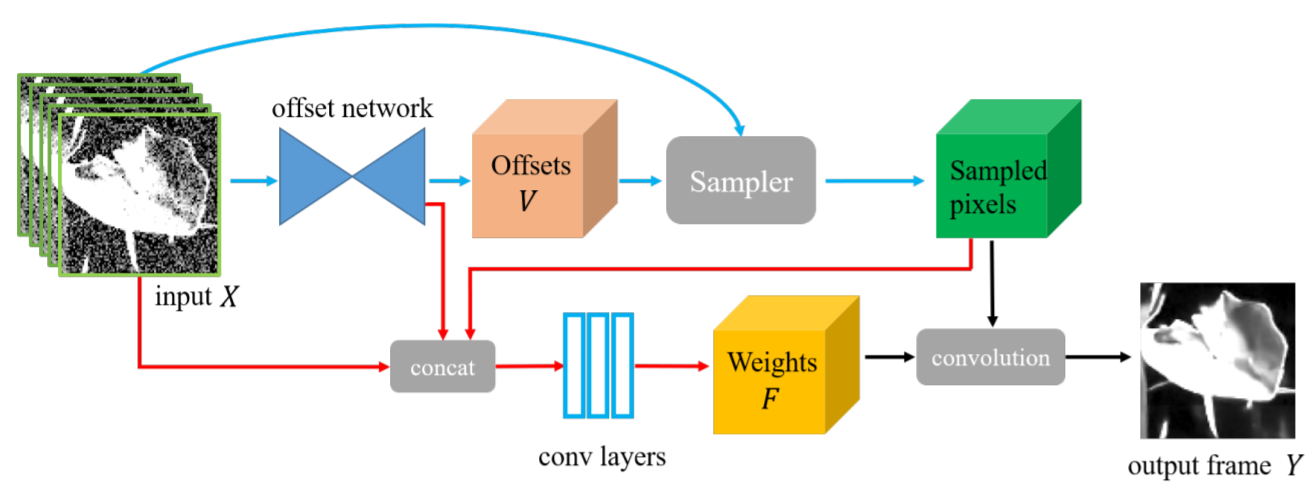 offset network
Offsets
V
Sampler
Sampled
pixels
input X
concat
conv layers
Weights
F
convolution
output frame Y